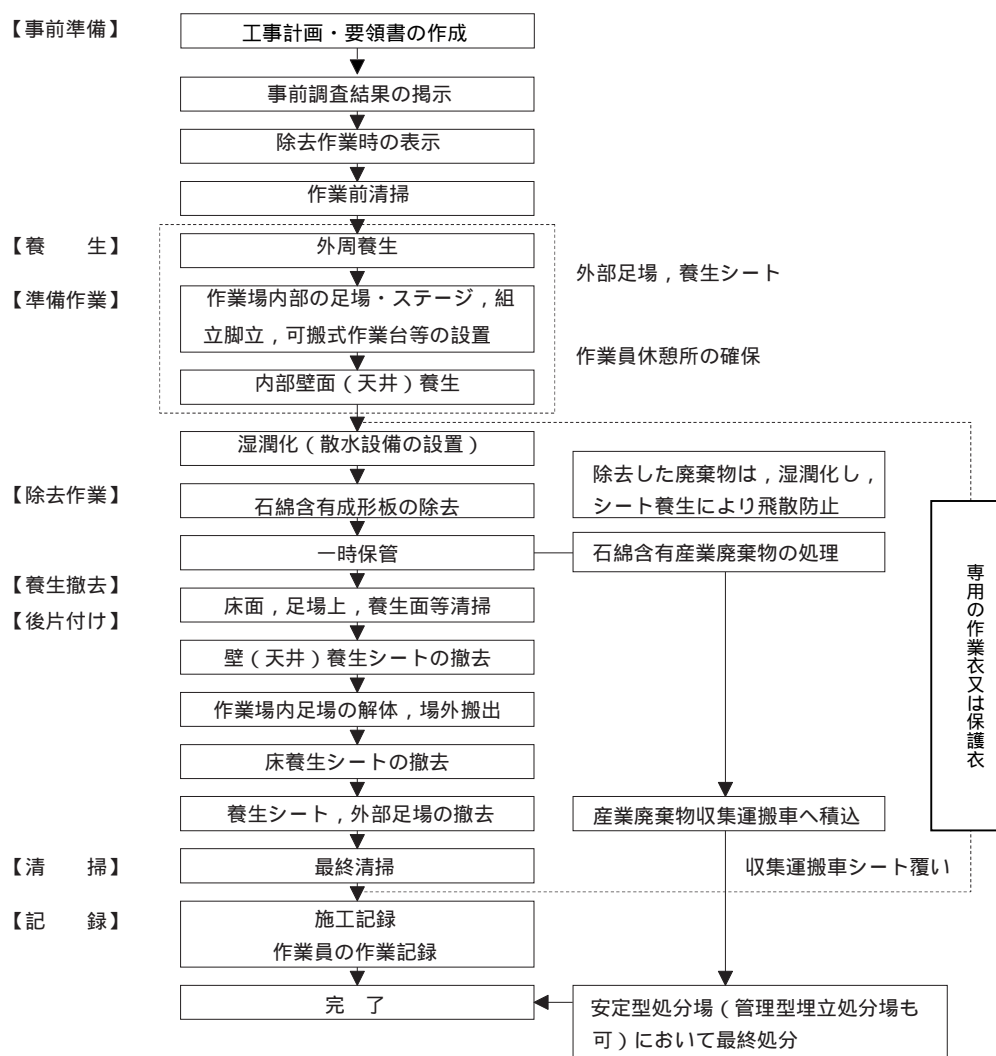 【事前準備】
工事計画・要領書の作成
事前調査結果の掲示
除去作業時の表示
作業前清掃
【養　　生】
外周養生
外部足場，養生シート
【準備作業】
作業場内部の足場・ステージ，組
立脚立，可搬式作業台等の設置
作業員休憩所の確保
内部壁面（天井）養生
湿潤化（散水設備の設置）
除去した廃棄物は，湿潤化し，
シート養生により飛散防止
【除去作業】
石綿含有成形板の除去
一時保管
石綿含有産業廃棄物の処理
専用の作業衣又は保護衣
【養生撤去】
【後片付け】
床面，足場上，養生面等清掃
壁（天井）養生シートの撤去
作業場内足場の解体，場外搬出
床養生シートの撤去
養生シート，外部足場の撤去
産業廃棄物収集運搬車へ積込
【清　　掃】
最終清掃
収集運搬車シート覆い
【記　　録】
施工記録
作業員の作業記録
完　了
安定型処分場（管理型埋立処分場も
可）において最終処分